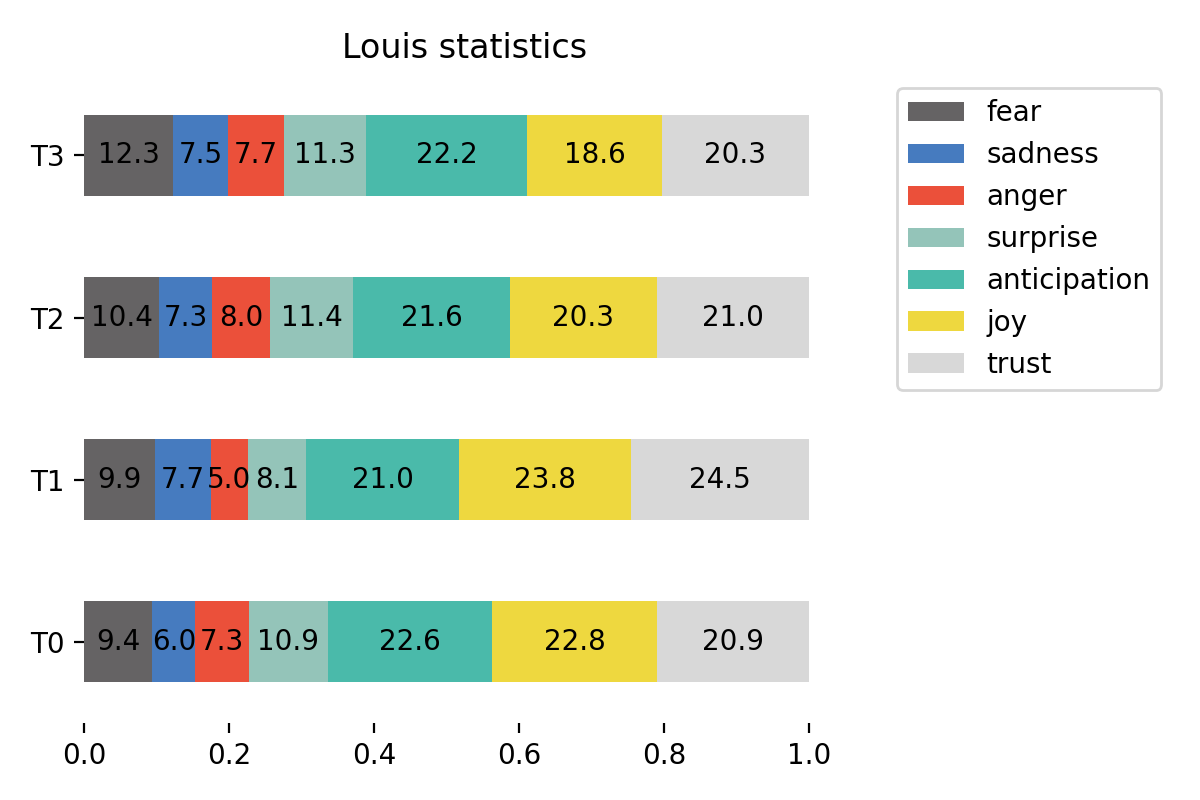 Louis statistics
T3 12.3 7.5 7.7 11.3 22.2 18.6 20.3
T2 10.4 7.3 8.0 11.4 21.6 20.3 21.0
T1 9.9 7.7 5.0 8.1 21.0 23.8 24.5
T0 9.4 6.0 7.3 10.9 22.6 22.8 20.9
0.0 0.2 0.4 0.6 0.8 1.0
fear
sadness
anger
surprise
anticipation
joy
trust